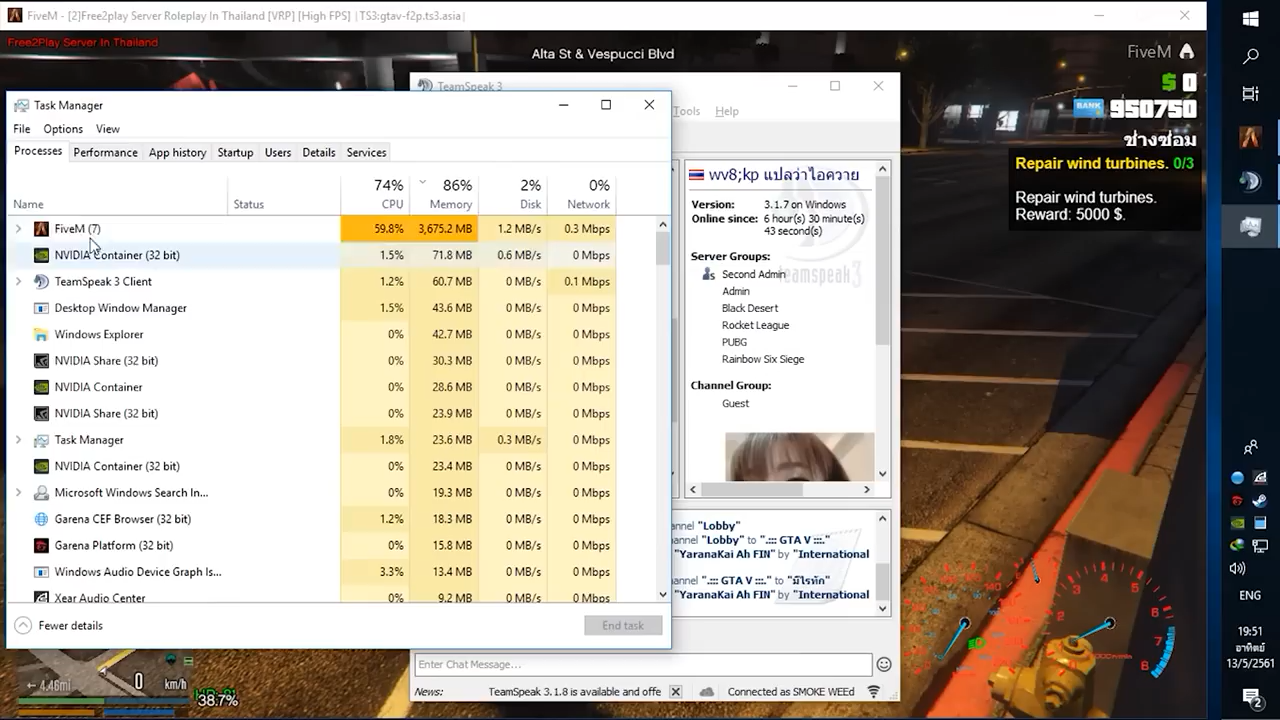 FiveM - [2]Free2play Server Roleplay In Thailand [VRP] [High FPS] |TS3:gtav-f2p.ts3.asia|
Free2Play Server In Thailand
Alta St & Vespucci Blvd
FiveM
$ 1
BANK 950750
ช่างซ่อม
Repair wind turbines. 0/3
Repair wind turbines.
Reward: 5000 $.
Task Manager
File Options View
Processes Performance App history Startup Users Details Services
74% 86% 2% 0%
Name Status CPU Memory Disk Network
FiveM (7) 59.8% 3,675.2 MB 1.2 MB/s 0.3 Mbps
NVIDIA Container (32 bit) 1.5% 71.8 MB 0.6 MB/s 0 Mbps
TeamSpeak 3 Client 1.2% 60.7 MB 0 MB/s 0.1 Mbps
Desktop Window Manager 1.5% 43.6 MB 0 MB/s 0 Mbps
Windows Explorer 0% 42.7 MB 0 MB/s 0 Mbps
NVIDIA Share (32 bit) 0% 30.3 MB 0 MB/s 0 Mbps
NVIDIA Container 0% 28.6 MB 0 MB/s 0 Mbps
NVIDIA Share (32 bit) 0% 23.9 MB 0 MB/s 0 Mbps
Task Manager 1.8% 23.6 MB 0.3 MB/s 0 Mbps
NVIDIA Container (32 bit) 0% 23.4 MB 0 MB/s 0 Mbps
Microsoft Windows Search In... 0% 19.3 MB 0 MB/s 0 Mbps
Garena CEF Browser (32 bit) 1.2% 18.3 MB 0 MB/s 0 Mbps
Garena Platform (32 bit) 0% 15.8 MB 0 MB/s 0 Mbps
Windows Audio Device Graph Is... 3.3% 13.4 MB 0 MB/s 0 Mbps
Xear Audio Center 0% 9.2 MB 0 MB/s 0 Mbps
Fewer details
End task
TeamSpeak 3
Tools Help
wv8;kp แปลว่าไอควาย
Version: 3.1.7 on Windows
Online since: 6 hour(s) 30 minute(s)
43 second(s)
Server Groups:
Second Admin
Admin
Black Desert
Rocket League
PUBG
Rainbow Six Siege
Channel Group:
Guest
teamspeak 3
annel "Lobby"
"Lobby" to ".::: GTA V :::."
"YaranaKai Ah FIN" by "International
annel ".::: GTA V :::." to "มีไรทัก"
"YaranaKai Ah FIN" by "International
Enter Chat Message...
News: TeamSpeak 3.1.8 is available and offe
Connected as SMOKE WEEd
4.46mi
0 km/h
38.7%
4
5
6
7
8
ENG
19:51
อาทิตย์
13/5/2561
2